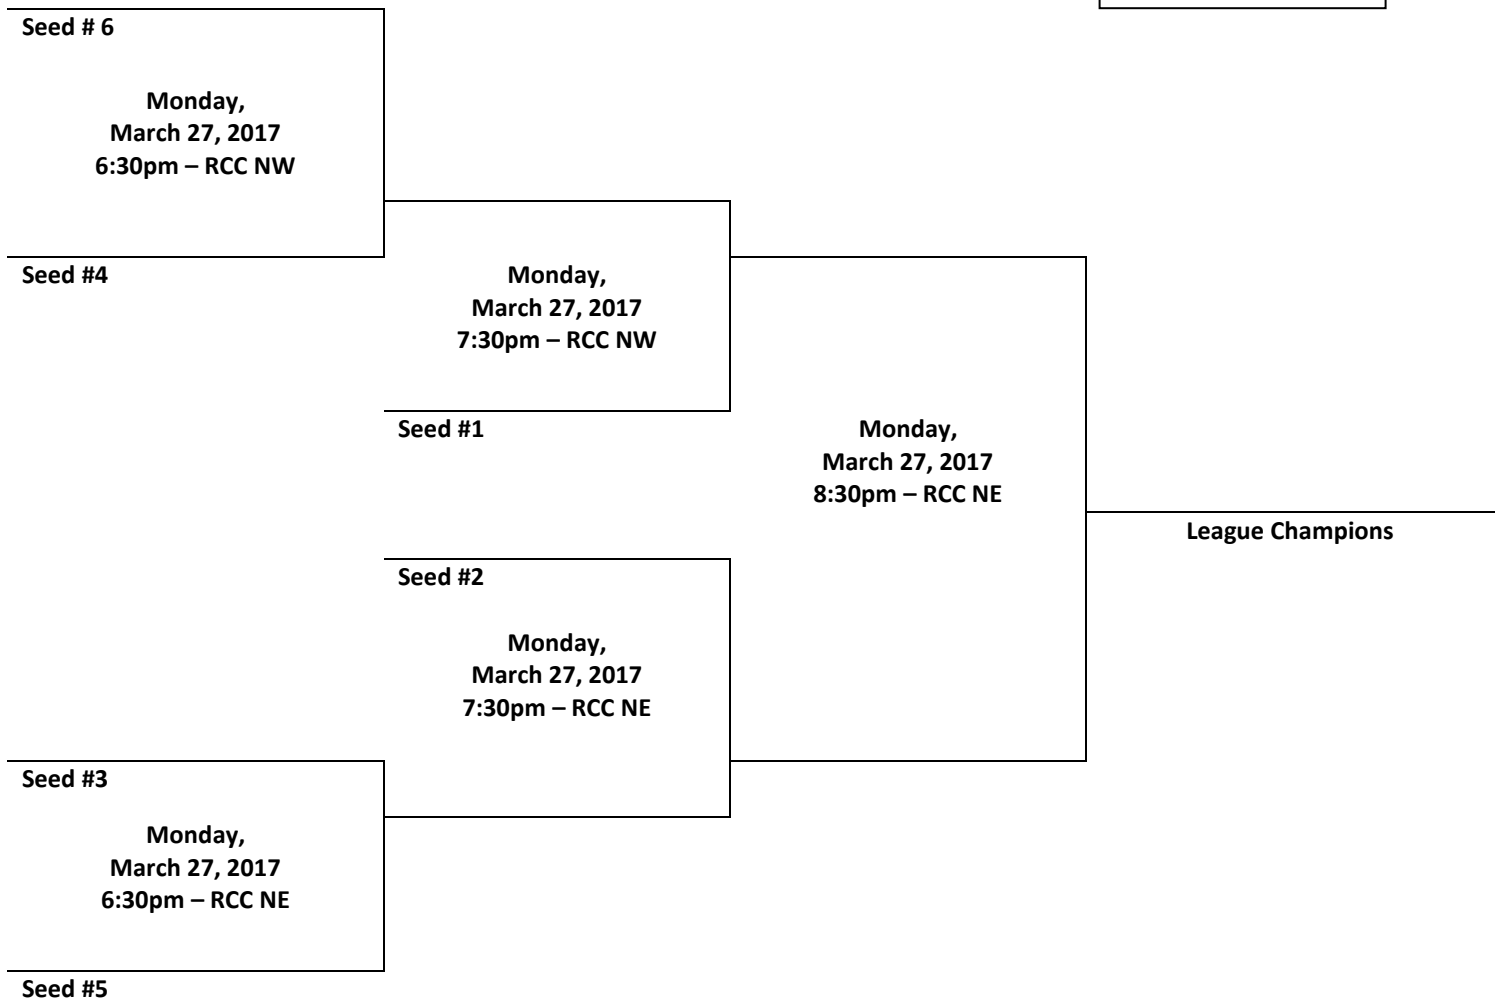 Seed # 6
Monday,
March 27, 2017
6:30pm – RCC NW
Seed #4
Monday,
March 27, 2017
7:30pm – RCC NW
Seed #1
Monday,
March 27, 2017
8:30pm – RCC NE
League Champions
Seed #2
Monday,
March 27, 2017
7:30pm – RCC NE
Seed #3
Monday,
March 27, 2017
6:30pm – RCC NE
Seed #5